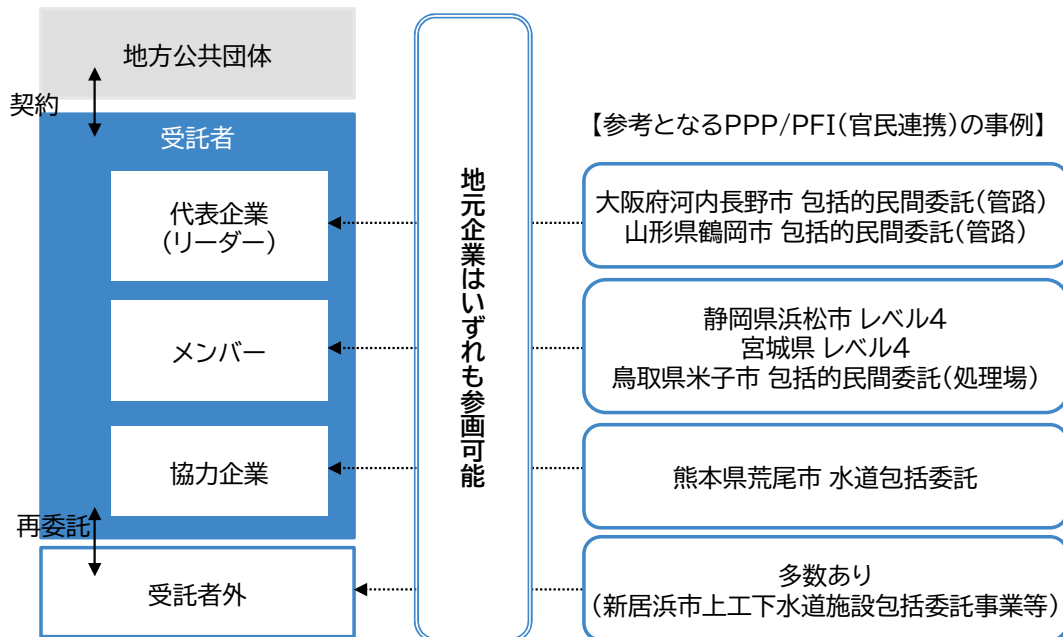 地方公共団体
契約
受託者
代表企業
(リーダー)
メンバー
協力企業
再委託
受託者外
地元企業はいずれも参画可能
【参考となるPPP/PFI(官民連携)の事例】
大阪府河内長野市 包括的民間委託(管路)
山形県鶴岡市 包括的民間委託(管路)
静岡県浜松市 レベル4
宮城県 レベル4
鳥取県米子市 包括的民間委託(処理場)
熊本県荒尾市 水道包括委託
多数あり
(新居浜市上工下水道施設包括委託事業等)